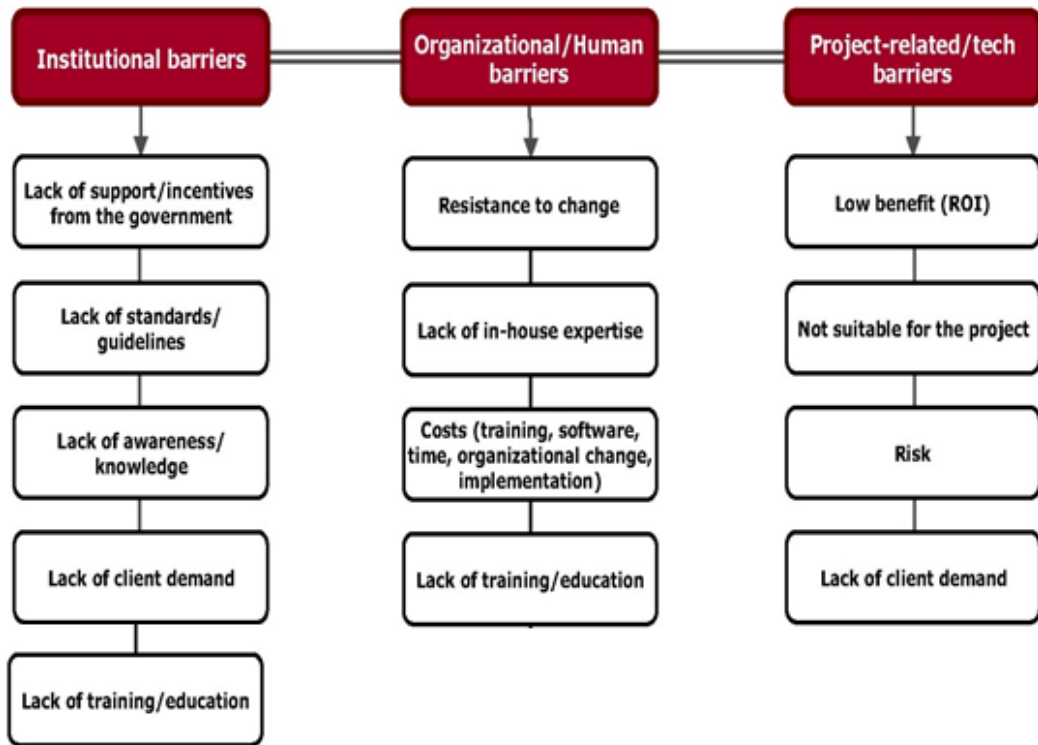 Institutional barriers
Organizational/Human
barriers
Project-related/tech
barriers
Lack of support/incentives
from the government
Lack of standards/
guidelines
Lack of awareness/
knowledge
Lack of client demand
Lack of training/education
Resistance to change
Lack of in-house expertise
Costs (training, software,
time, organizational change,
implementation)
Lack of training/education
Low benefit (ROI)
Not suitable for the project
Risk
Lack of client demand